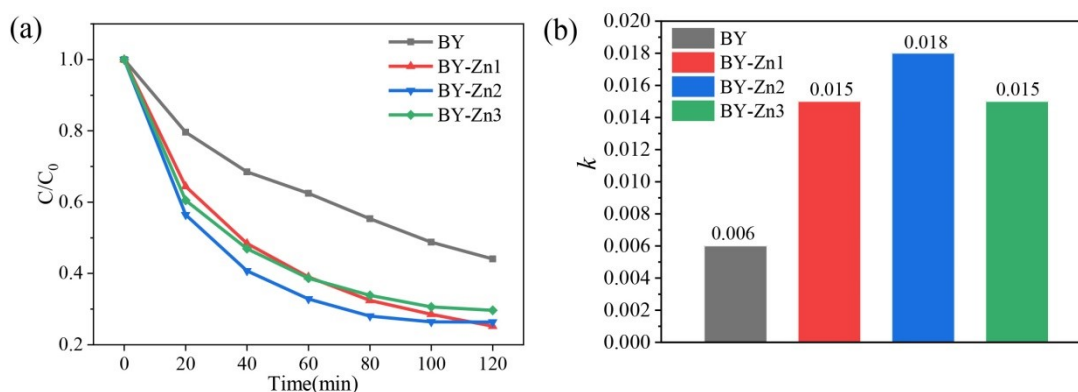 (a)
BY
BY-Zn1
BY-Zn2
BY-Zn3
1.0
0.8
0.6
0.4
0.2
C/C₀
0 20 40 60 80 100 120
Time(min)
(b)
BY
BY-Zn1
BY-Zn2
BY-Zn3
0.020
0.018
0.016
0.014
0.012
0.010
0.008
0.006
0.004
0.002
0.000
k
0.006
0.015
0.018
0.015